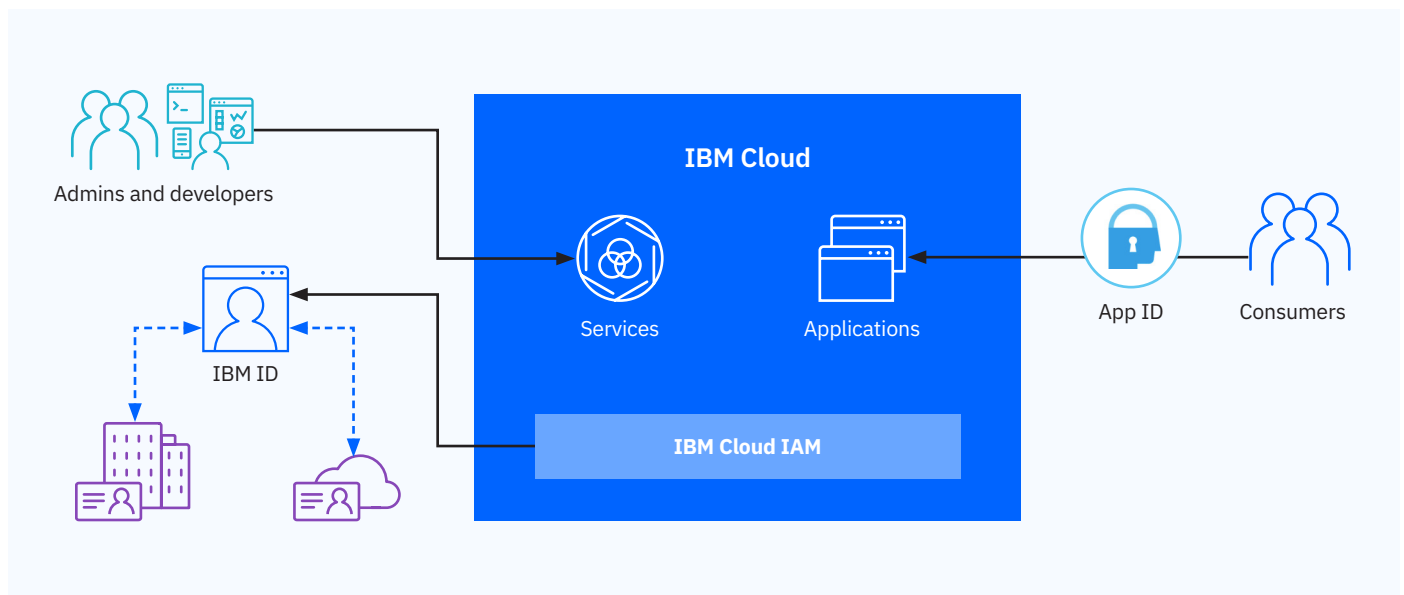 IBM Cloud
Admins and developers
Services
Applications
App ID
Consumers
IBM ID
IBM Cloud IAM